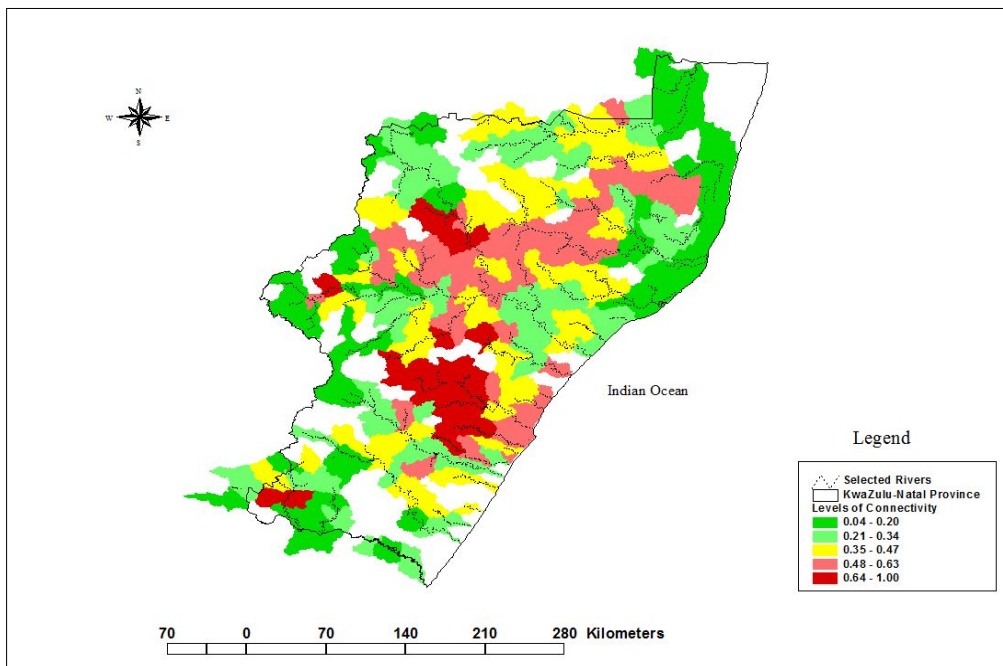 N
W E
S
Indian Ocean
Legend
Selected Rivers
KwaZulu-Natal Province
Levels of Connectivity
0.04 - 0.20
0.21 - 0.34
0.35 - 0.47
0.48 - 0.63
0.64 - 1.00
70 0 70 140 210 280 Kilometers